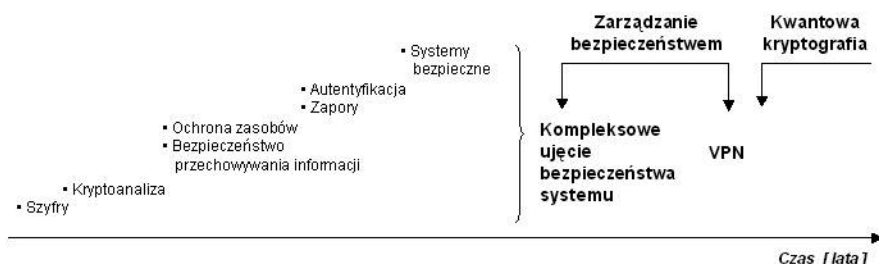 Zarządzanie
bezpieczeństwem
Kwantowa
kryptografia
▪ Systemy
bezpieczne
▪ Autentyfikacja
▪ Zapory
▪ Ochrona zasobów
▪ Bezpieczeństwo
przechowywania informacji
▪ Kryptoanaliza
▪ Szyfry
Kompleksowe
ujęcie
bezpieczeństwa
systemu
VPN
Czas [lata]